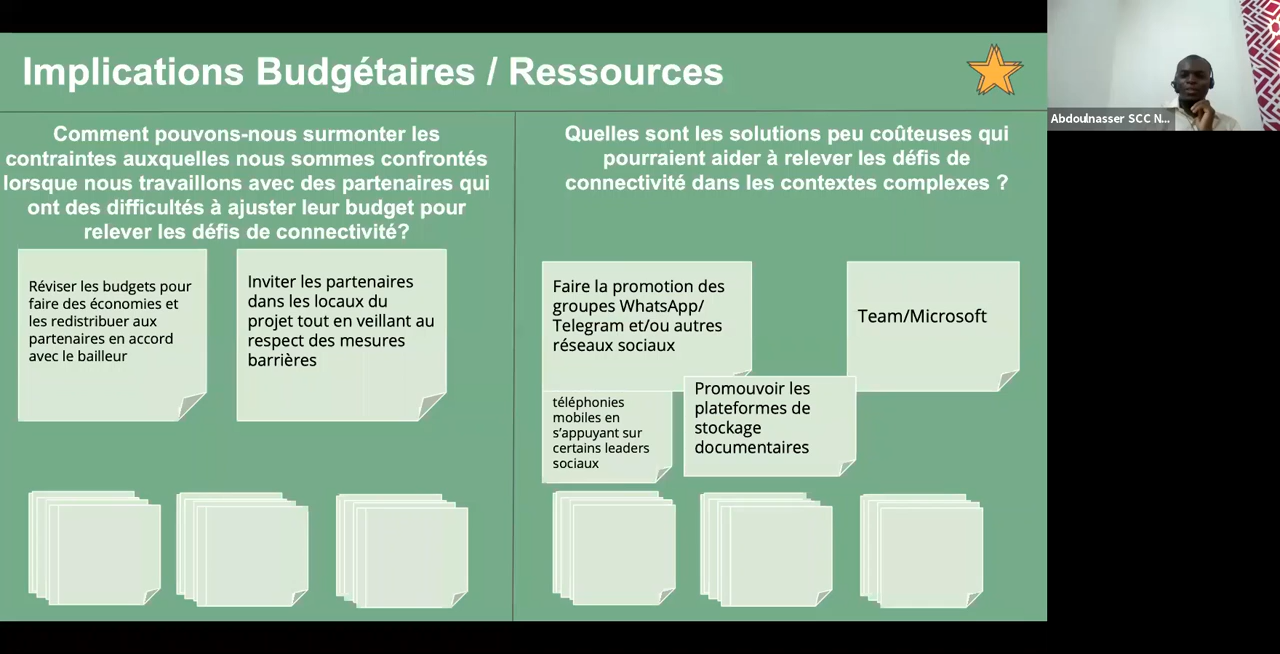 Implications Budgétaires / Ressources
Comment pouvons-nous surmonter les
contraintes auxquelles nous sommes confrontés
lorsque nous travaillons avec des partenaires qui
ont des difficultés à ajuster leur budget pour
relever les défis de connectivité?
Réviser les budgets pour
faire des économies et
les redistribuer aux
partenaires en accord
avec le bailleur
Inviter les partenaires
dans les locaux du
projet tout en veillant au
respect des mesures
barrières
Quelles sont les solutions peu coûteuses qui
pourraient aider à relever les défis de
connectivité dans les contextes complexes ?
Faire la promotion des
groupes WhatsApp/
Telegram et/ou autres
réseaux sociaux
Team/Microsoft
téléphonies
mobiles en
s’appuyant sur
certains leaders
sociaux
Promouvoir les
plateformes de
stockage
documentaires
Abdoulnasser SCC N...